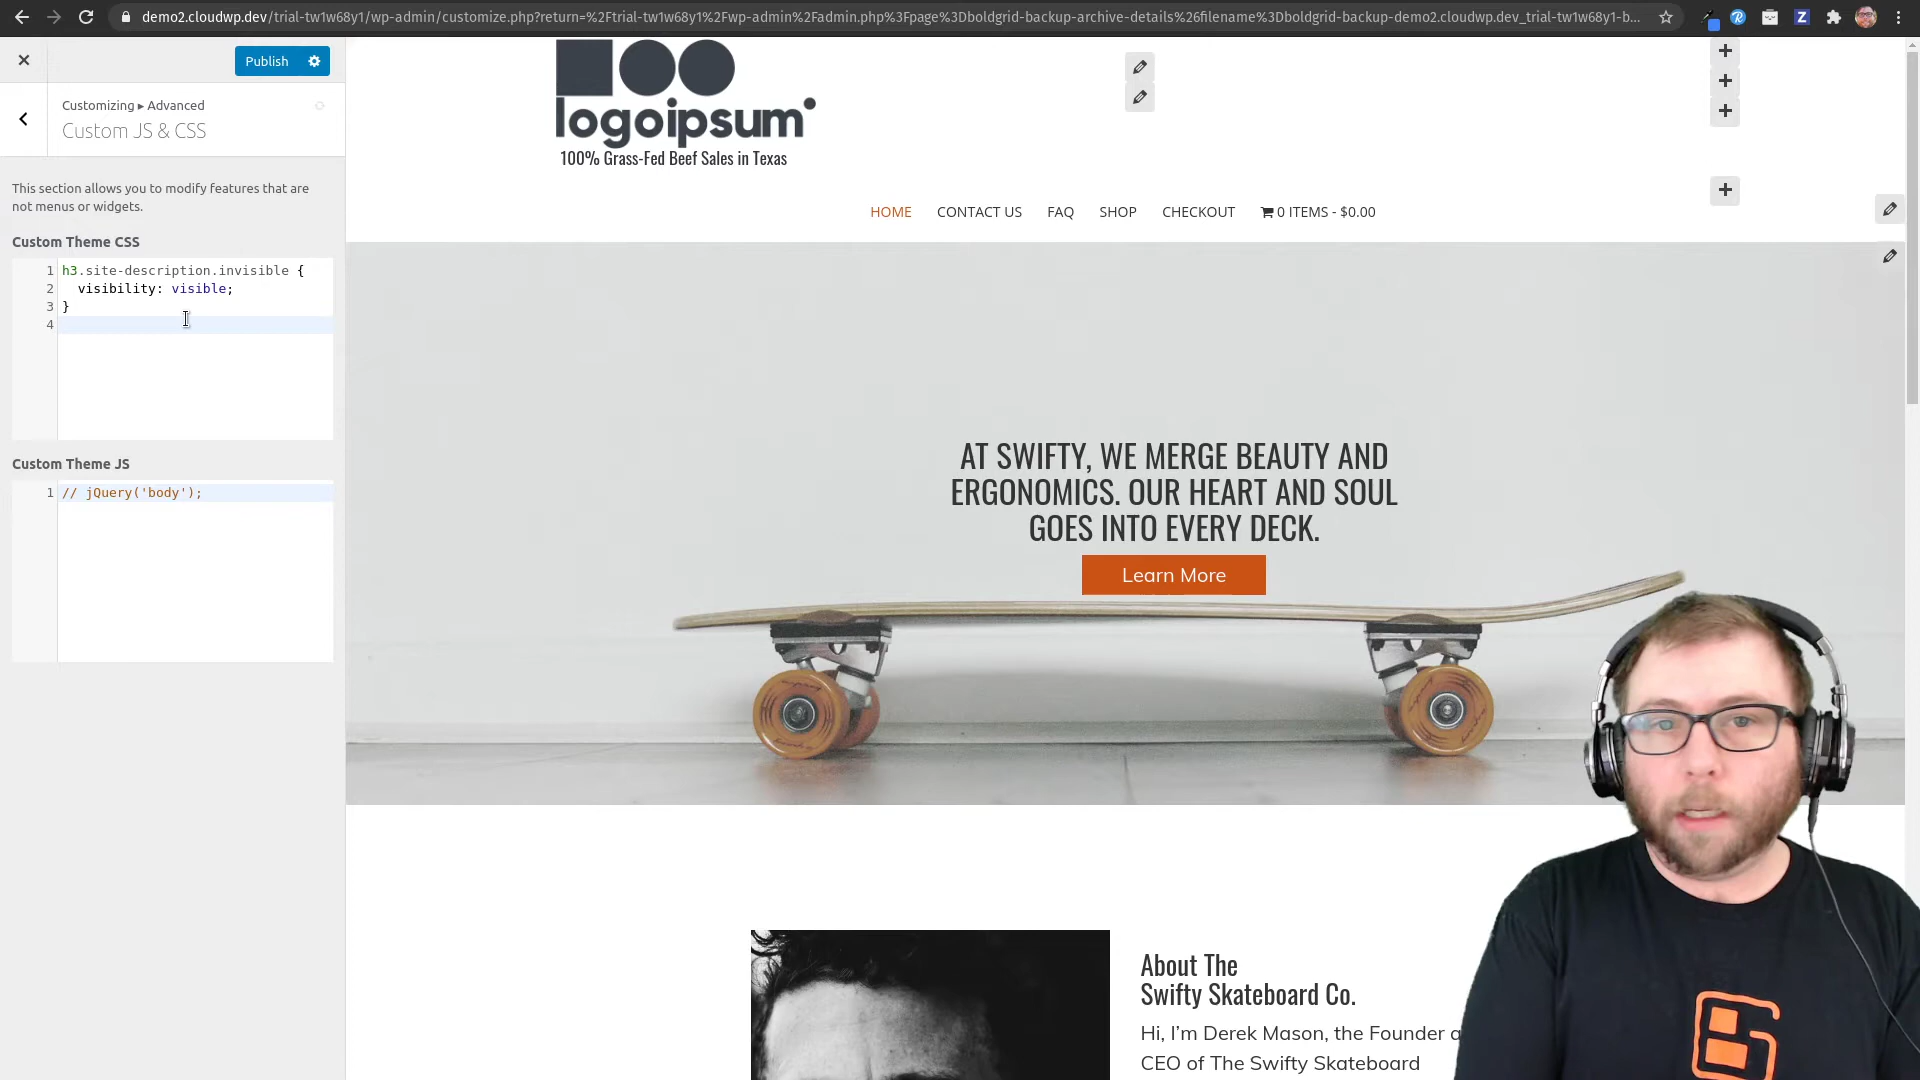 demo2.cloudwp.dev/trial-tw1w68y1/wp-admin/customize.php?return=%2Ftrial-tw1w68y1%2Fwp-admin%2Fadmin.php%3Fpage%3Dboldgrid-backup-archive-details%26filename%3Dboldgrid-backup-demo2.cloudwp.dev_trial-tw1w68y1-b...
Publish
Customizing ▸ Advanced
Custom JS & CSS
This section allows you to modify features that are
not menus or widgets.
Custom Theme CSS
1 h3.site-description.invisible {
2 visibility: visible;
3 }
4
Custom Theme JS
1 // jQuery('body');
logoipsum
100% Grass-Fed Beef Sales in Texas
HOME CONTACT US FAQ SHOP CHECKOUT 0 ITEMS - $0.00
AT SWIFTY, WE MERGE BEAUTY AND
ERGONOMICS. OUR HEART AND SOUL
GOES INTO EVERY DECK.
Learn More
About The
Swifty Skateboard Co.
Hi, I'm Derek Mason, the Founder a
CEO of The Swifty Skateboard